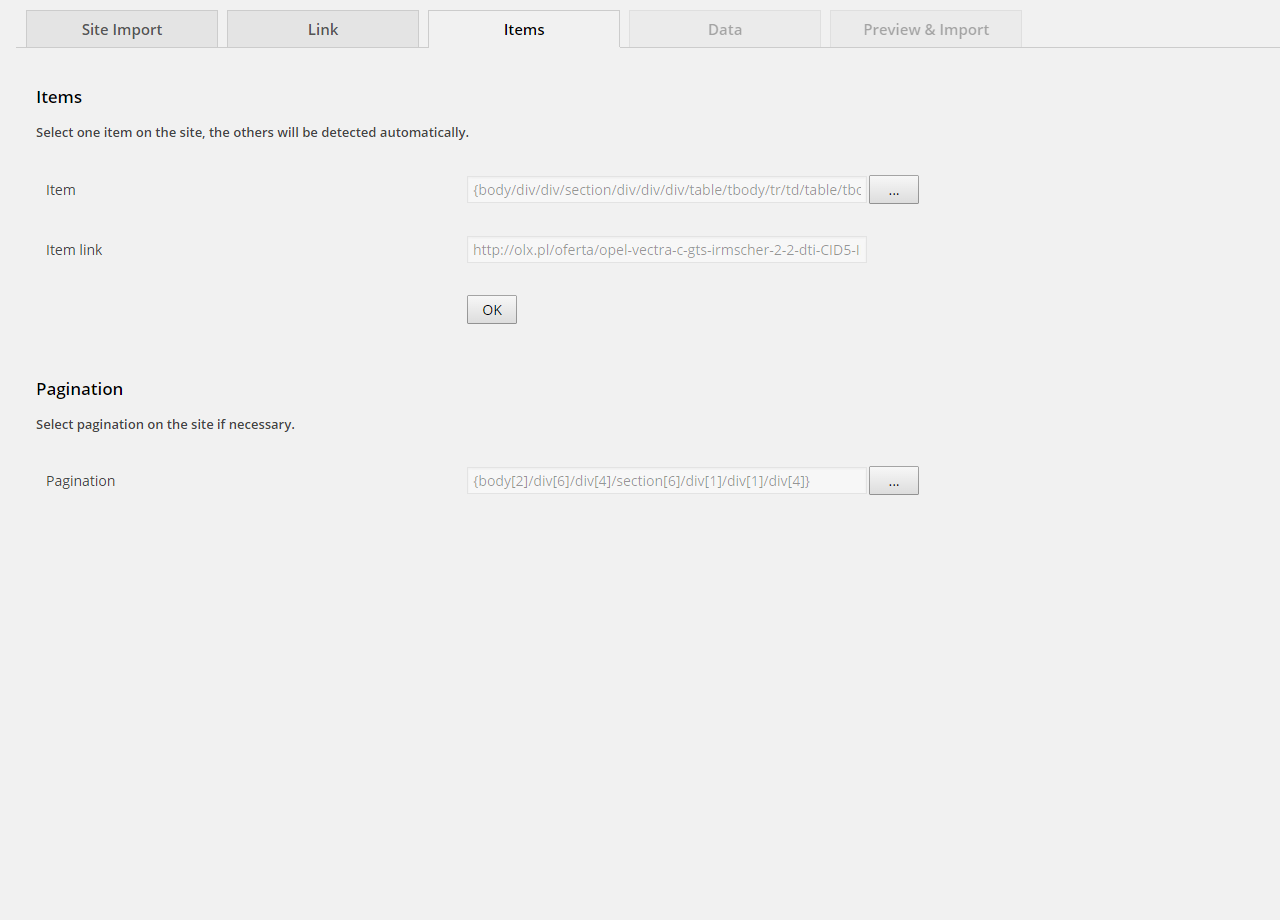 Site Import
Link
Items
Data
Preview & Import
Items
Select one item on the site, the others will be detected automatically.
Item
{body/div/div/section/div/div/div/table/tbody/tr/td/table/tbo
...
Item link
http://olx.pl/oferta/opel-vectra-c-gts-irmscher-2-2-dti-CID5-I
OK
Pagination
Select pagination on the site if necessary.
Pagination
{body[2]/div[6]/div[4]/section[6]/div[1]/div[1]/div[4]}
...